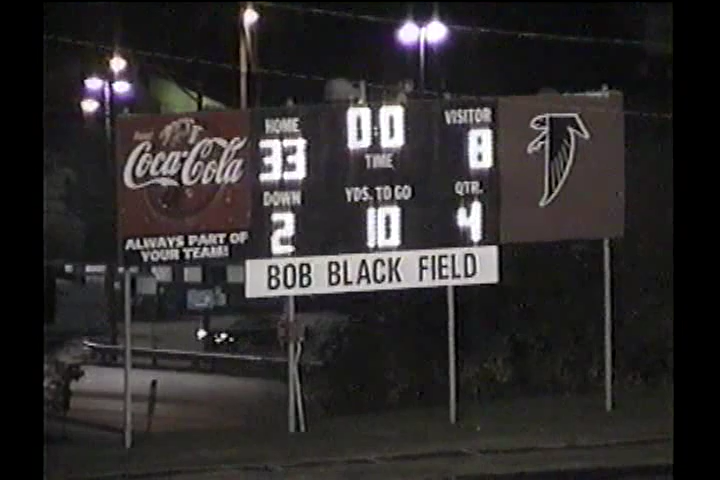 Coca-Cola
ALWAYS PART OF
YOUR TEAM!
HOME
33
00
TIME
VISITOR
8
DOWN
2
YDS. TO GO
10
QTR.
4
BOB BLACK FIELD